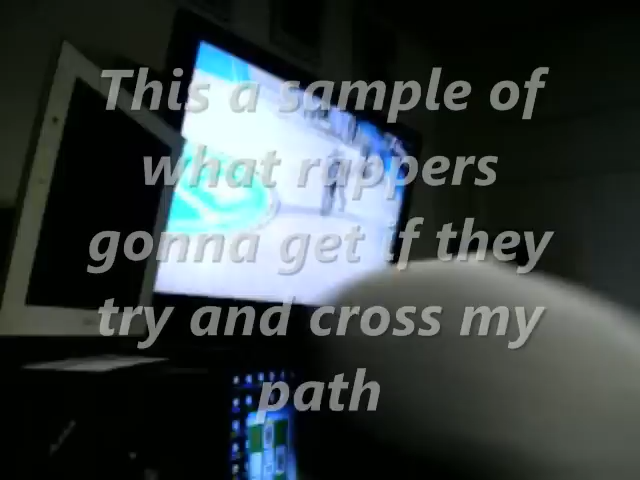 This a sample of
what rappers
gonna get if they
try and cross my
path